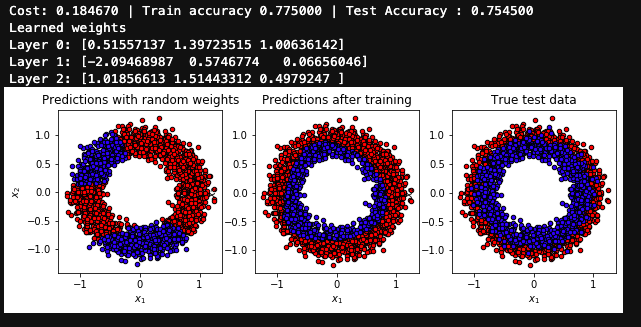 Cost: 0.184670 | Train accuracy 0.775000 | Test Accuracy : 0.754500
Learned weights
Layer 0: [0.51557137 1.39723515 1.00636142]
Layer 1: [-2.09468987  0.5746774   0.06656046]
Layer 2: [1.01856613 1.51443312 0.4979247 ]
Predictions with random weights
Predictions after training
True test data
1.0
0.5
0.0
−0.5
−1.0
x₂
−1
0
1
x₁
1.0
0.5
0.0
−0.5
−1.0
−1
0
1
x₁
1.0
0.5
0.0
−0.5
−1.0
−1
0
1
x₁